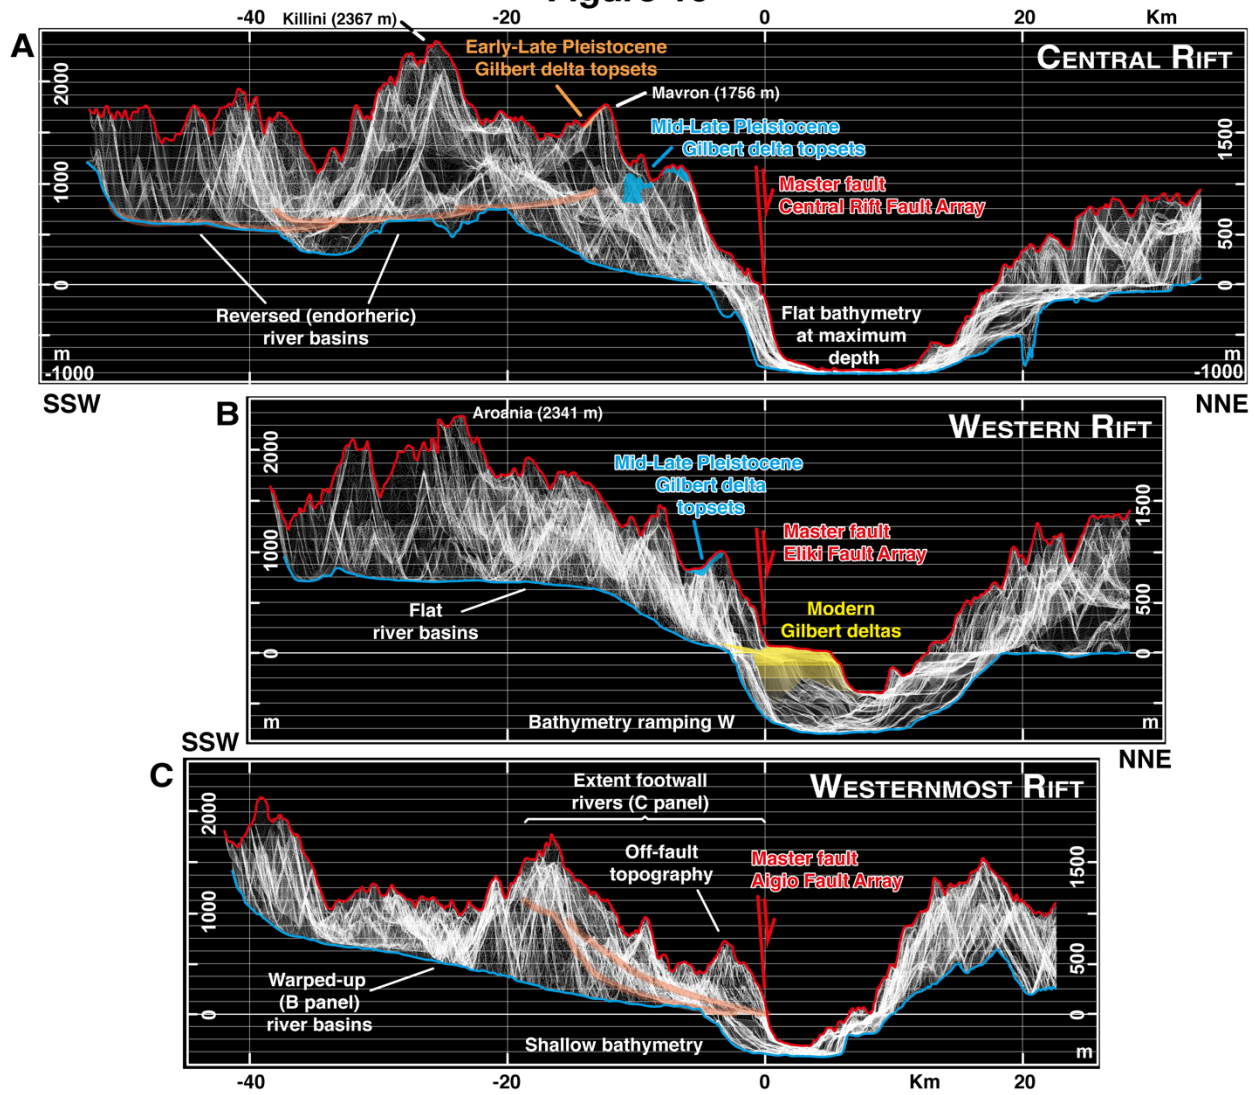 Killini (2367 m)
-40
-20
0
20
Km
A
CENTRAL RIFT
Early-Late Pleistocene
Gilbert delta topsets
Mavron (1756 m)
Mid-Late Pleistocene
Gilbert delta topsets
Master fault
Central Rift Fault Array
2000
1000
0
m
-1000
1500
500
0
m
-1000
Reversed (endorheic)
river basins
Flat bathymetry
at maximum
depth
SSW
NNE
B
WESTERN RIFT
Aroania (2341 m)
Mid-Late Pleistocene
Gilbert delta
topsets
Master fault
Eliki Fault Array
Modern
Gilbert deltas
2000
1000
0
m
1500
500
0
m
Flat
river basins
Bathymetry ramping W
SSW
NNE
C
WESTERNMOST RIFT
Extent footwall
rivers (C panel)
Off-fault
topography
Master fault
Aigio Fault Array
2000
1000
0
1500
500
0
m
Warped-up
(B panel)
river basins
Shallow bathymetry
-40
-20
0
Km
20